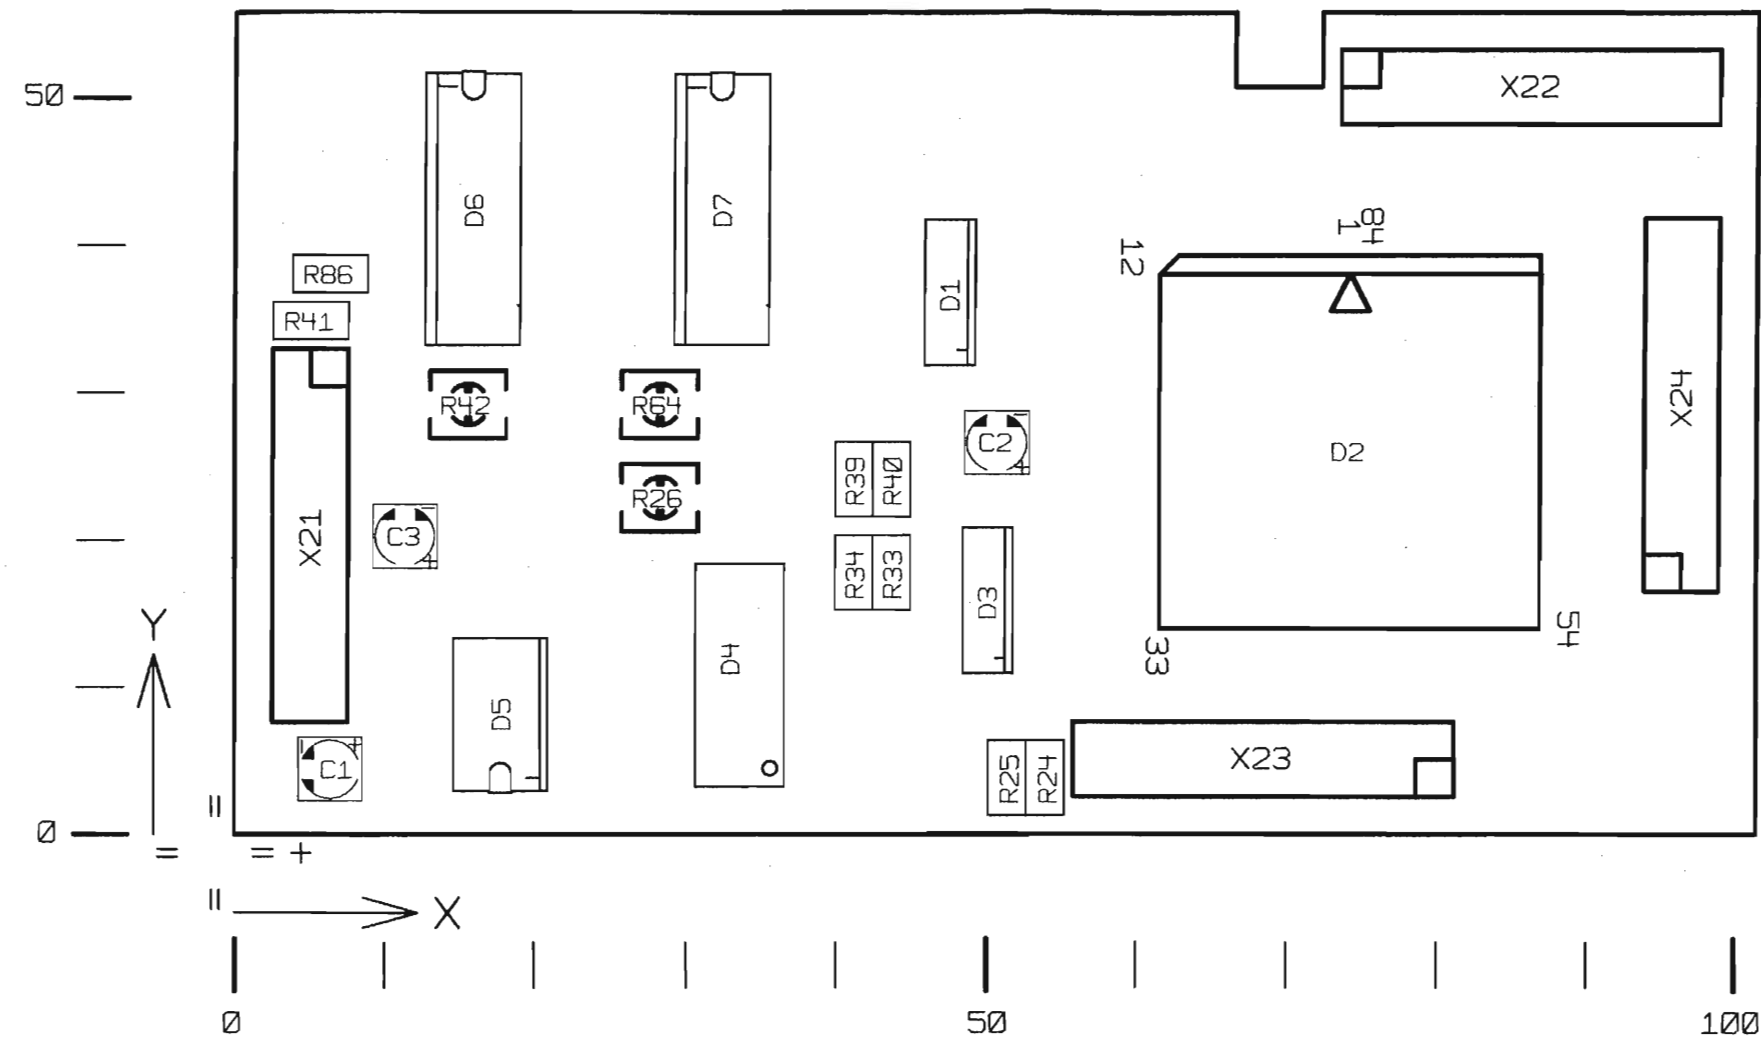 50
X22
D6
D7
84
1
12
R86
D1
R41
X24
R42
R64
C2
D2
R39
R40
R26
X21
C3
R34
R33
D3
Y
54
D4
33
D5
X23
C1
R25
R24
=
0
= = +
=
X
0
50
100